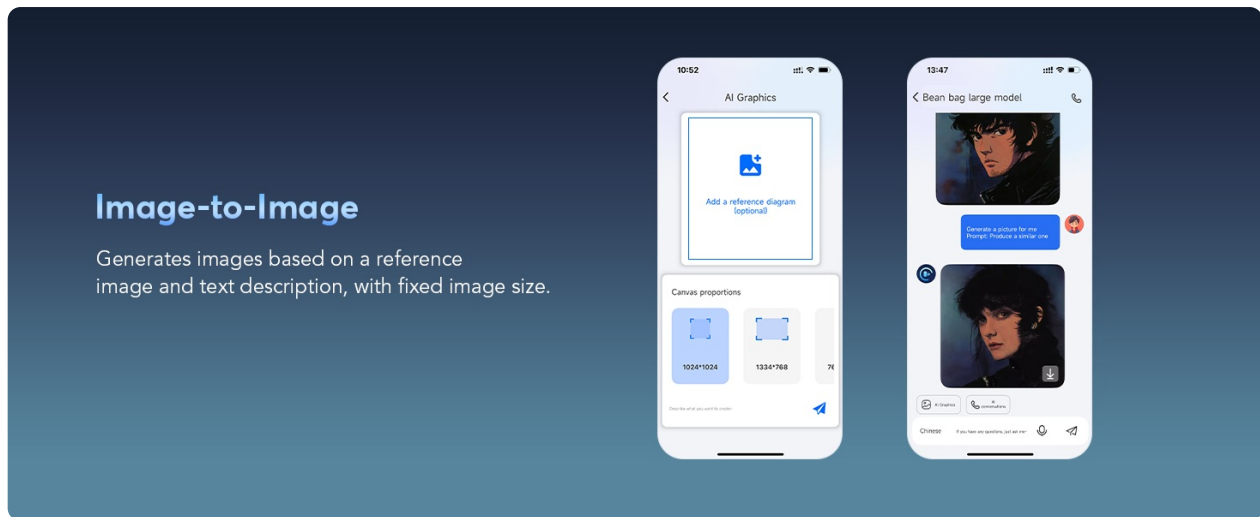 Image-to-Image
Generates images based on a reference
image and text description, with fixed image size.
10:52
AI Graphics
Add a reference diagram
(optional)
Canvas proportions
1024*1024
1334*768
76
Describe what you want to create
13:47
Bean bag large model
Generate a picture for me
Prompt: Produce a similar one
AI Graphics
AI
conversations
Chinese
If you have any questions, just ask me~